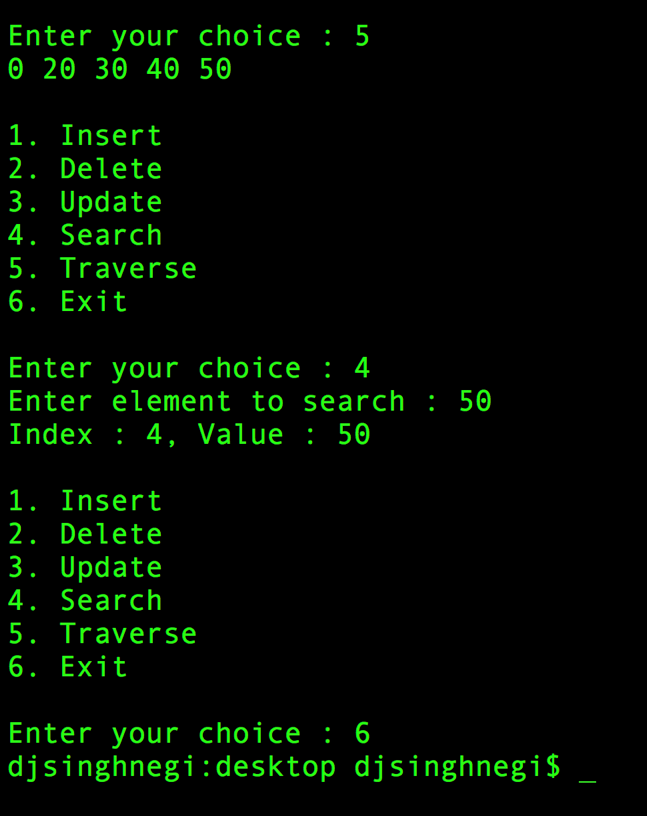 Enter your choice : 5
0 20 30 40 50
1. Insert
2. Delete
3. Update
4. Search
5. Traverse
6. Exit
Enter your choice : 4
Enter element to search : 50
Index : 4, Value : 50
1. Insert
2. Delete
3. Update
4. Search
5. Traverse
6. Exit
Enter your choice : 6
djsinghnegi:desktop djsinghnegi$ _